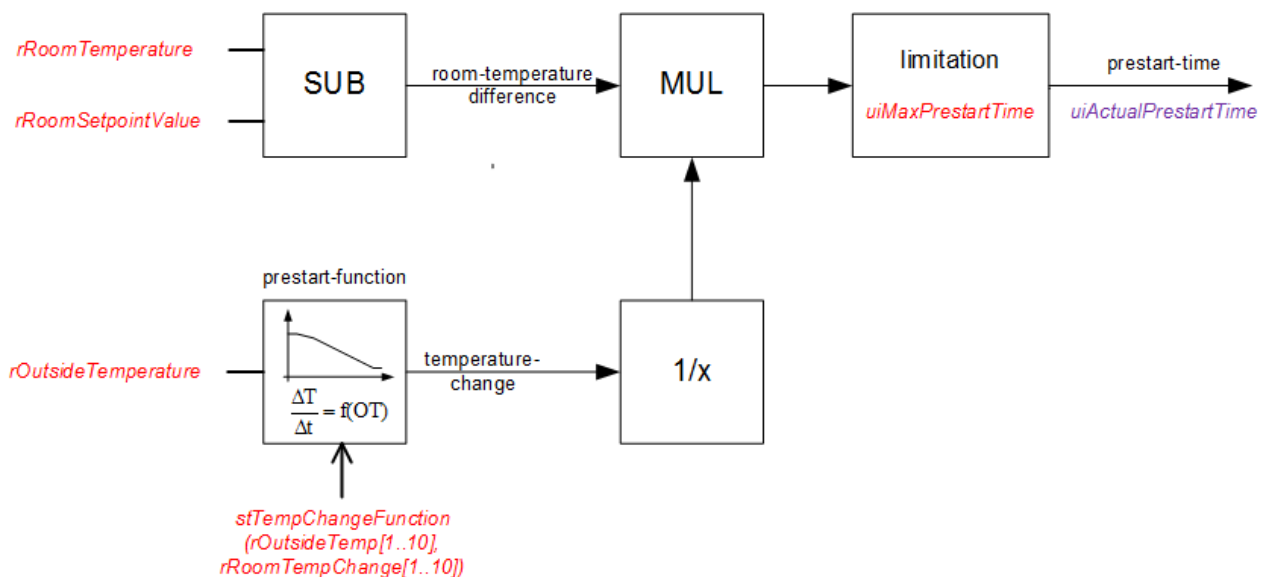 rRoomTemperature
rRoomSetpointValue
SUB
room-temperature
difference
MUL
limitation
uiMaxPrestartTime
prestart-time
uiActualPrestartTime
prestart-function
rOutsideTemperature
ΔT
Δt
= f(OT)
temperature-
change
1/x
stTempChangeFunction
(rOutsideTemp[1..10],
rRoomTempChange[1..10])